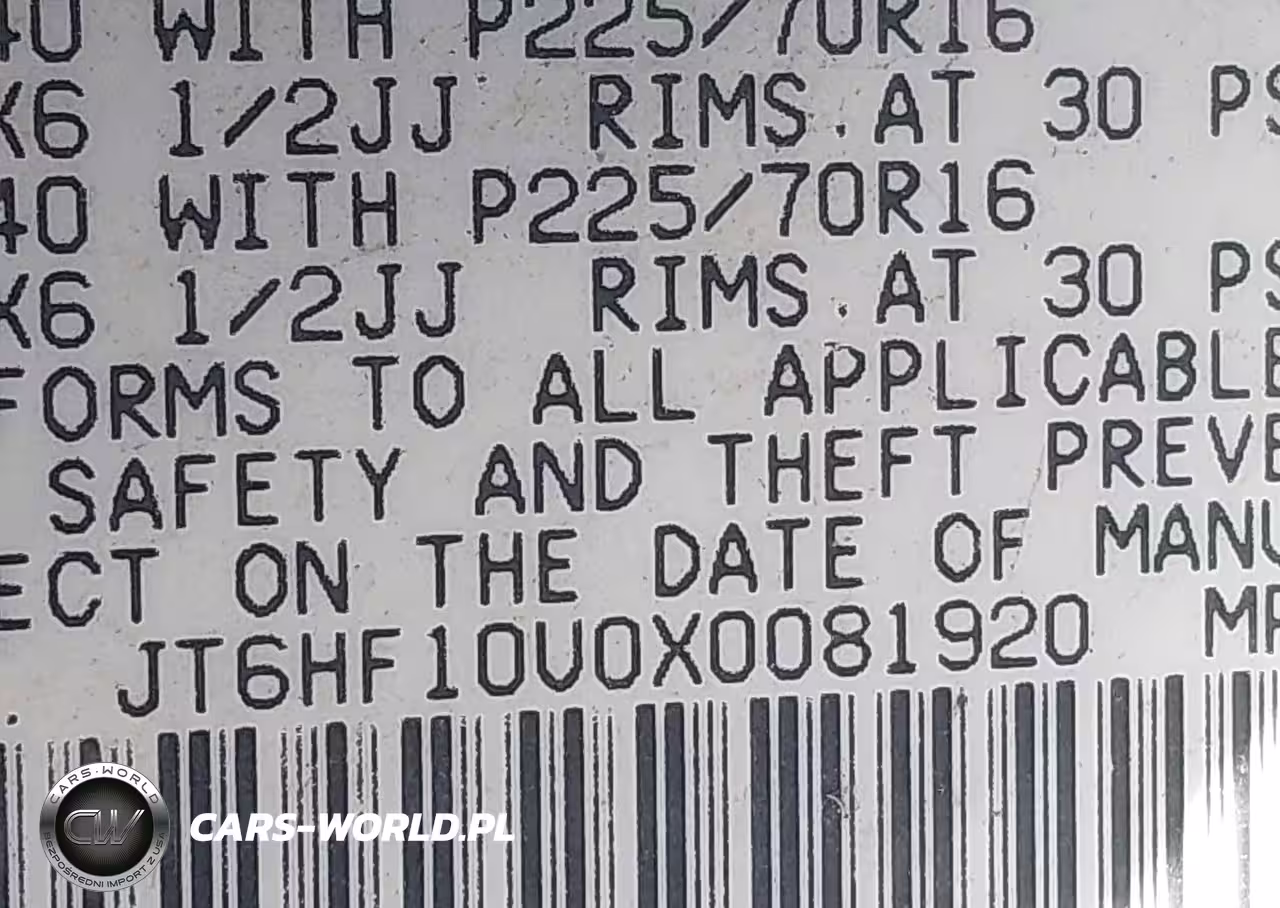 40 WITH P225/70R16
X6 1/2JJ RIMS AT 30 PS
40 WITH P225/70R16
X6 1/2JJ RIMS AT 30 PS
FORMS TO ALL APPLICABLE
SAFETY AND THEFT PREVE
ECT ON THE DATE OF MANU
JT6HF10U0X0081920 MP
CARS-WORLD
CW
BEZPOŚREDNI IMPORT Z USA
CARS-WORLD.PL